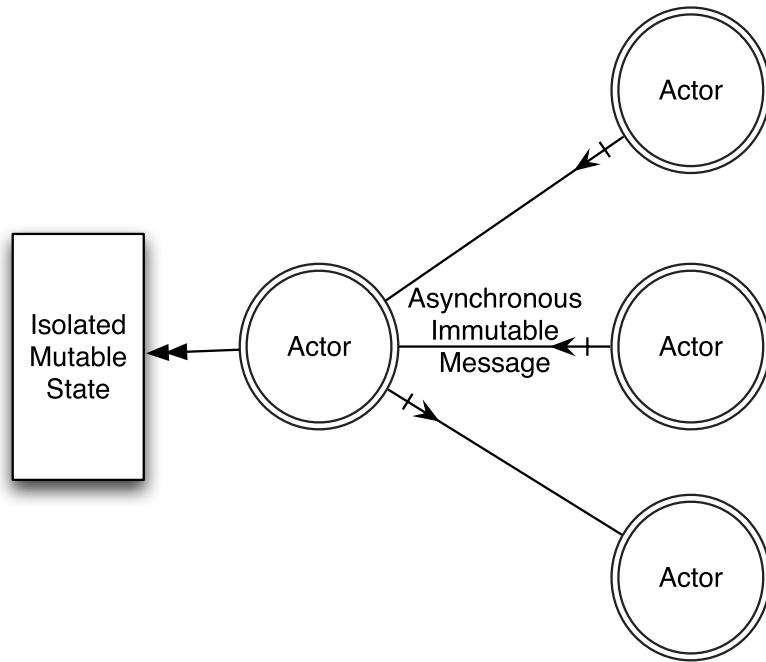 Actor
Isolated
Mutable
State
Actor
Asynchronous
Immutable
Message
Actor
Actor